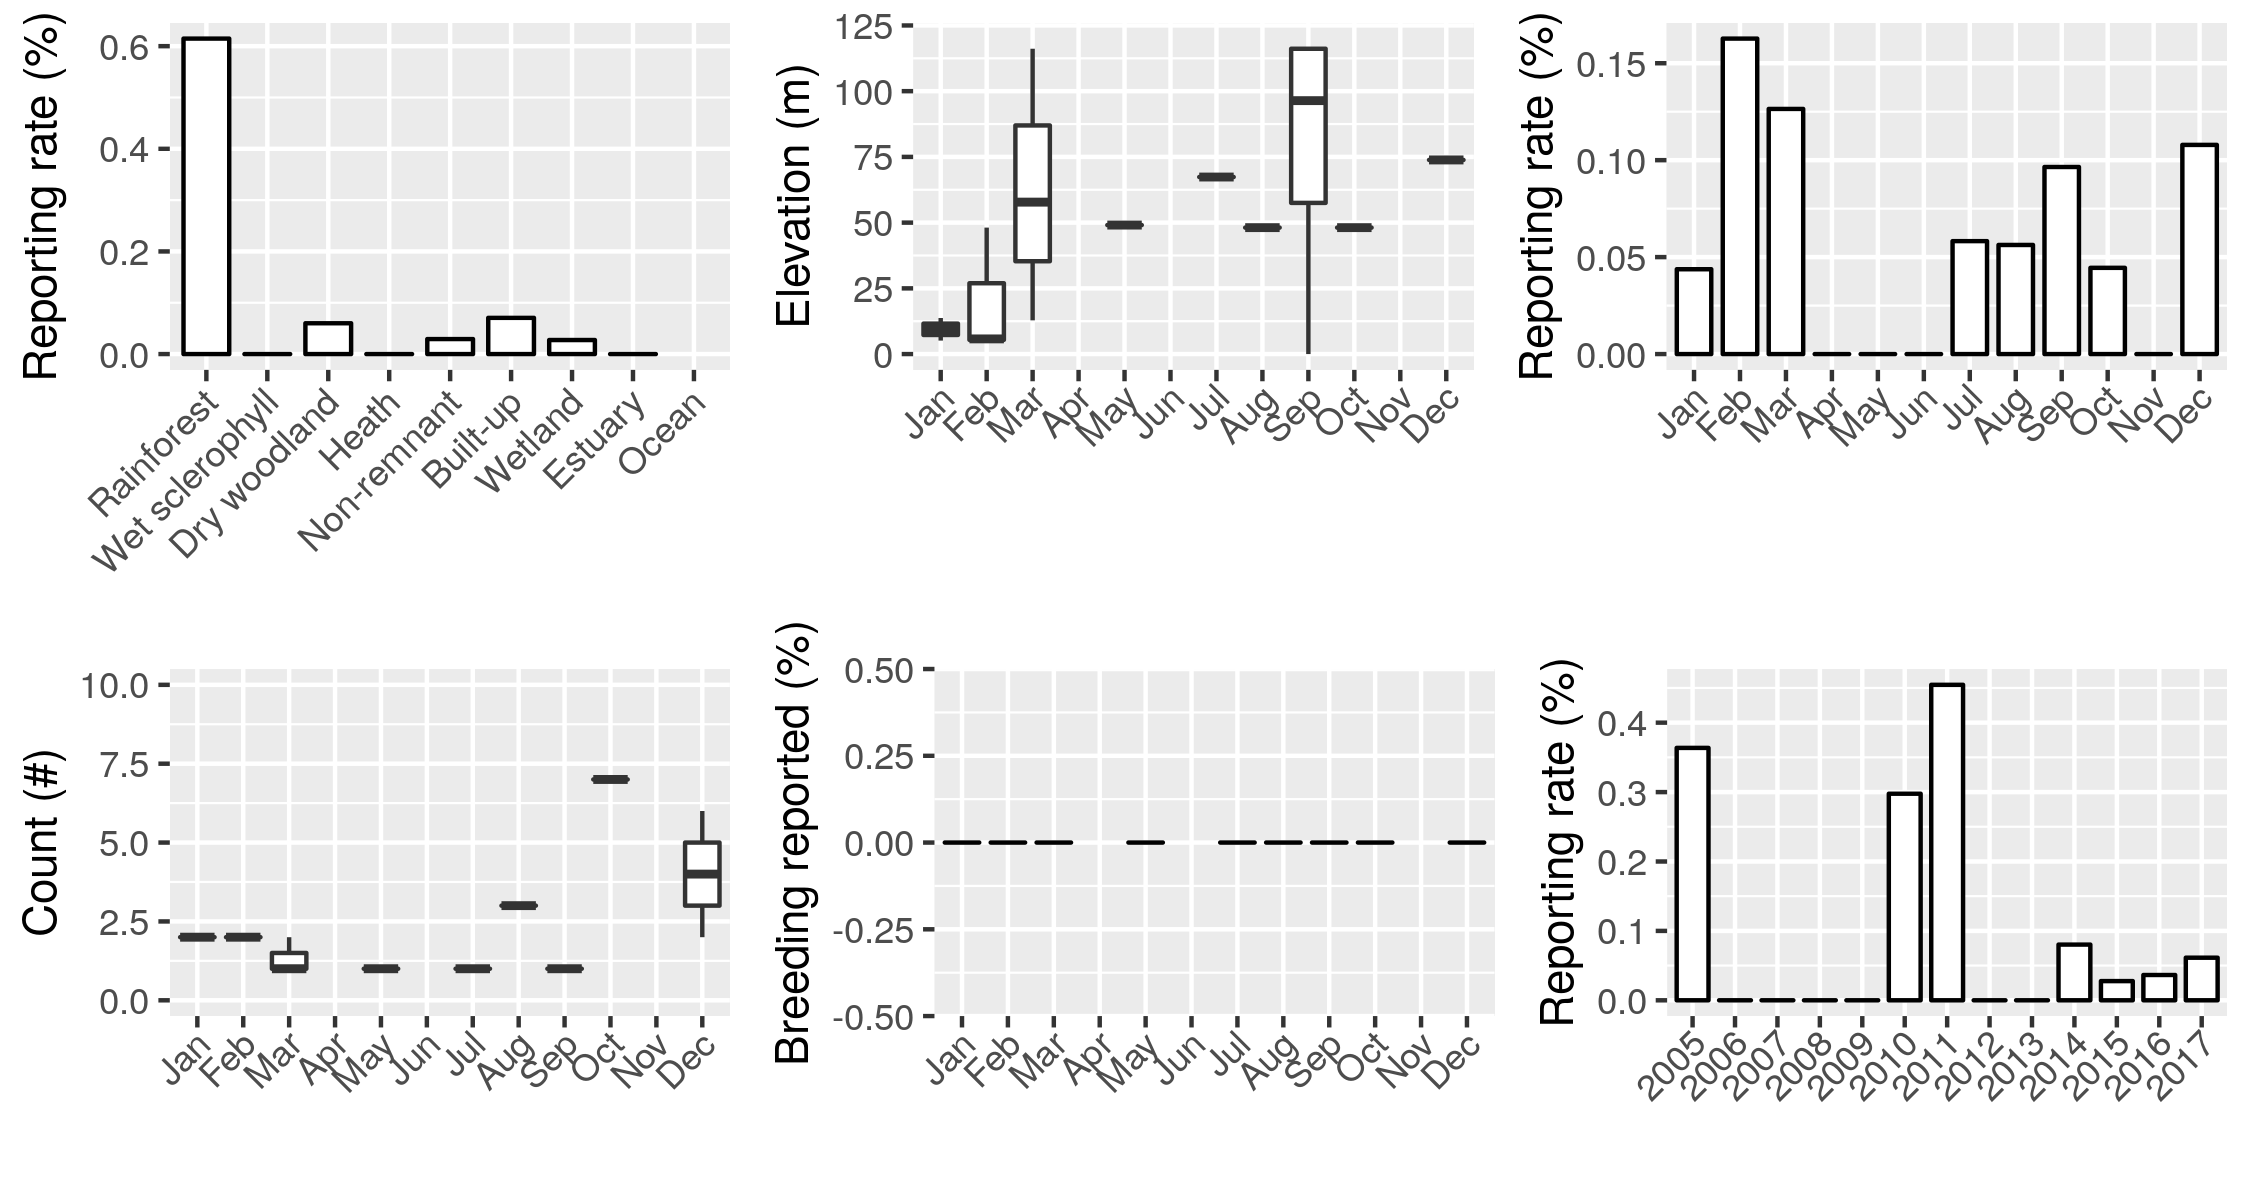 Reporting rate (%)
0.6
0.4
0.2
0.0
Rainforest
Wet sclerophyll
Dry woodland
Heath
Non-remnant
Built-up
Wetland
Estuary
Ocean
Elevation (m)
125
100
75
50
25
0
Jan
Feb
Mar
Apr
May
Jun
Jul
Aug
Sep
Oct
Nov
Dec
Reporting rate (%)
0.15
0.10
0.05
0.00
Jan
Feb
Mar
Apr
May
Jun
Jul
Aug
Sep
Oct
Nov
Dec
Count (#)
10.0
7.5
5.0
2.5
0.0
Jan
Feb
Mar
Apr
May
Jun
Jul
Aug
Sep
Oct
Nov
Dec
Breeding reported (%)
0.50
0.25
0.00
-0.25
-0.50
Jan
Feb
Mar
Apr
May
Jun
Jul
Aug
Sep
Oct
Nov
Dec
Reporting rate (%)
0.4
0.3
0.2
0.1
0.0
2005
2006
2007
2008
2009
2010
2011
2012
2013
2014
2015
2016
2017